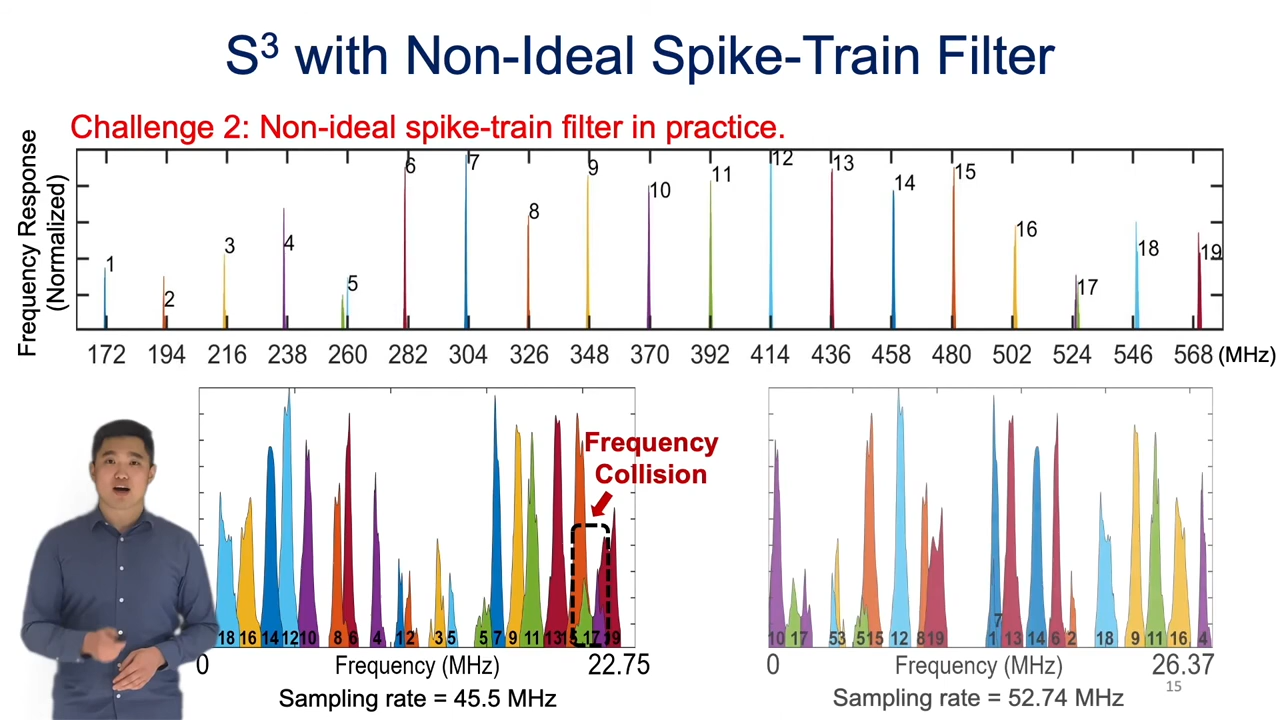 S³ with Non-Ideal Spike-Train Filter
Challenge 2: Non-ideal spike-train filter in practice.
Frequency Response
(Normalized)
1 2 3 4 5 6 7 8 9 10 11 12 13 14 15 16 17 18 19
172 194 216 238 260 282 304 326 348 370 392 414 436 458 480 502 524 546 568 (MHz)
Frequency
Collision
18 16 14 12 10 8 6 4 1 2 3 5 5 7 9 11 13 15 17 19
0 Frequency (MHz) 22.75
Sampling rate = 45.5 MHz
7
10 17 5 3 5 15 12 8 19 1 13 14 6 2 18 9 11 16 4
0 Frequency (MHz) 26.37
Sampling rate = 52.74 MHz
15